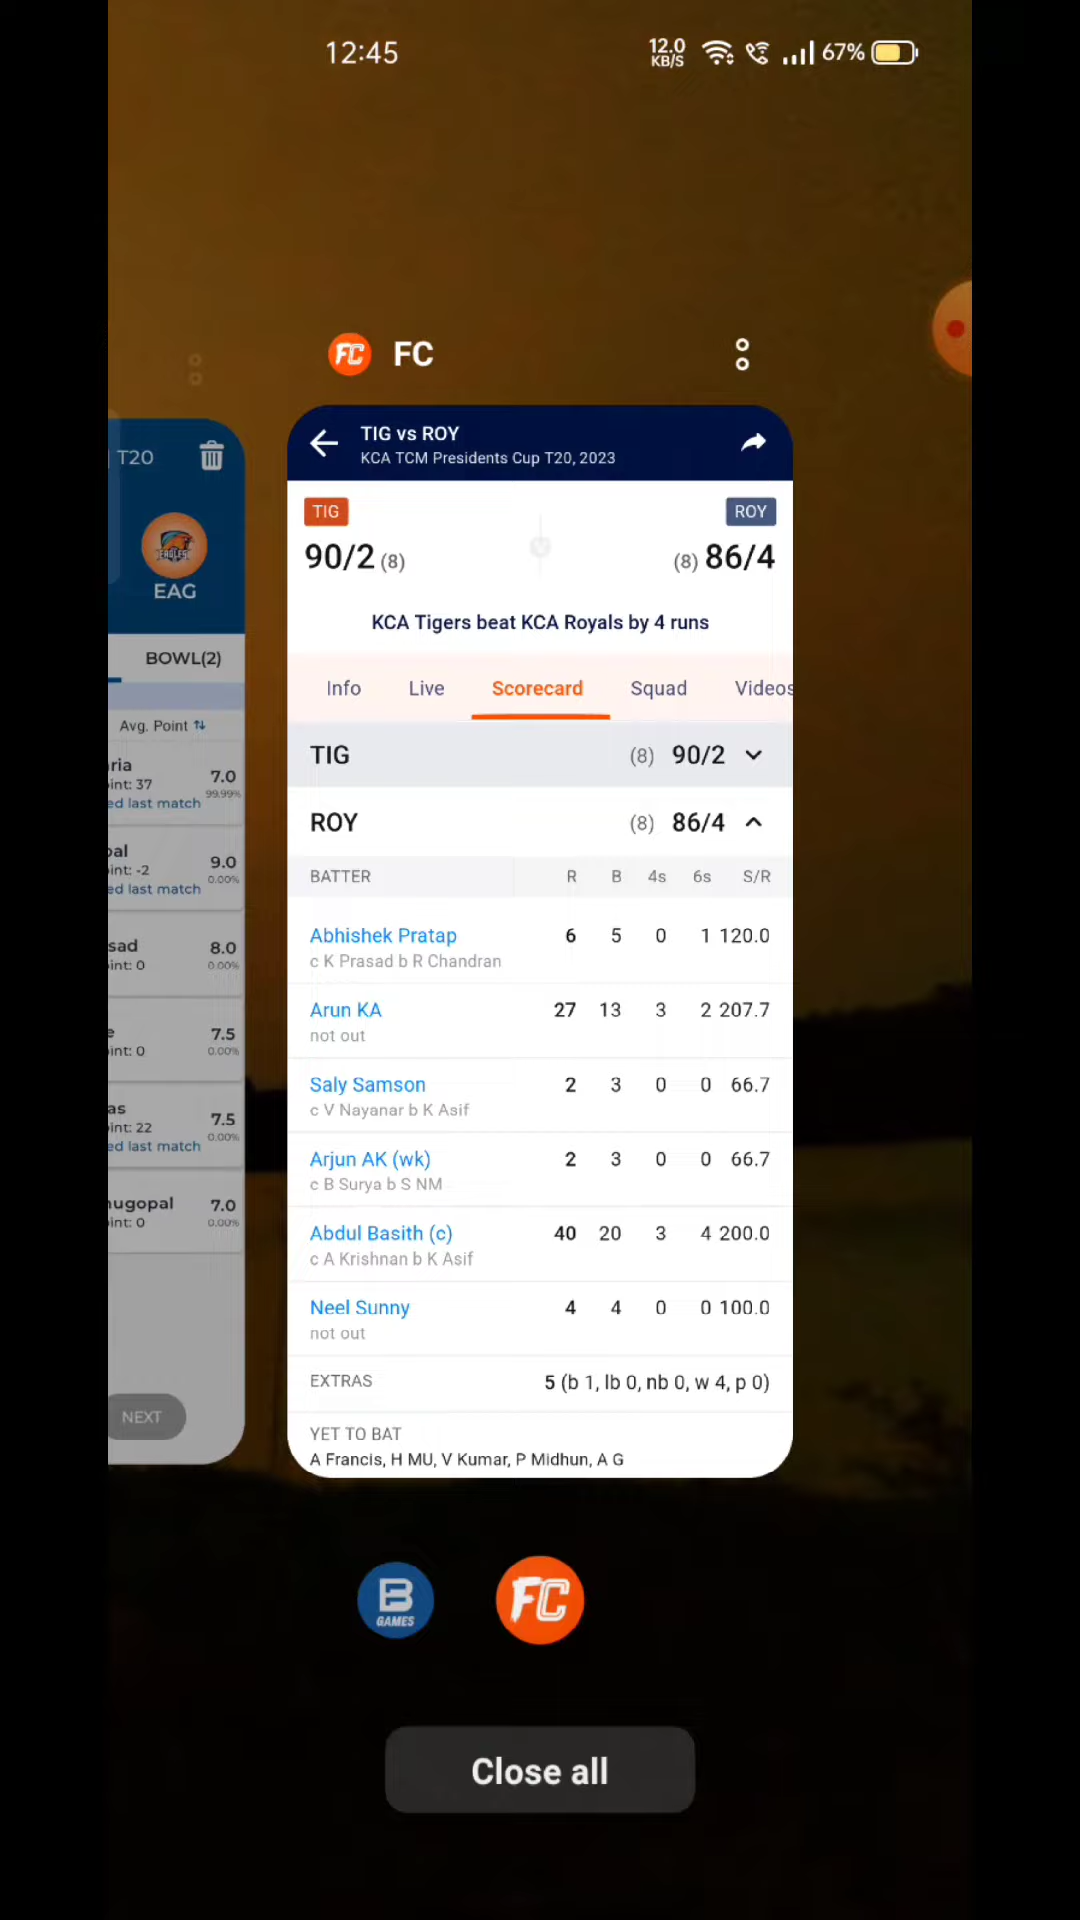 12:45
12.0 KB/S 67%
FC FC
TIG vs ROY
KCA TCM Presidents Cup T20, 2023
TIG ROY
90/2 (8) (8) 86/4
KCA Tigers beat KCA Royals by 4 runs
Info Live Scorecard Squad Videos
TIG (8) 90/2
ROY (8) 86/4
BATTER R B 4s 6s S/R
Abhishek Pratap 6 5 0 1 120.0
c K Prasad b R Chandran
Arun KA 27 13 3 2 207.7
not out
Saly Samson 2 3 0 0 66.7
c V Nayanar b K Asif
Arjun AK (wk) 2 3 0 0 66.7
c B Surya b S NM
Abdul Basith (c) 40 20 3 4 200.0
c A Krishnan b K Asif
Neel Sunny 4 4 0 0 100.0
not out
EXTRAS 5 (b 1, lb 0, nb 0, w 4, p 0)
YET TO BAT
A Francis, H MU, V Kumar, P Midhun, A G
T20
EAGLES
EAG
BOWL(2)
Avg. Point
ria 7.0
int: 37 99.99%
ed last match
al 9.0
int: -2 0.00%
ed last match
sad 8.0
int: 0 0.00%
e 7.5
int: 0 0.00%
as 7.5
int: 22 0.00%
ed last match
nugopal 7.0
int: 0 0.00%
NEXT
B GAMES
FC
Close all